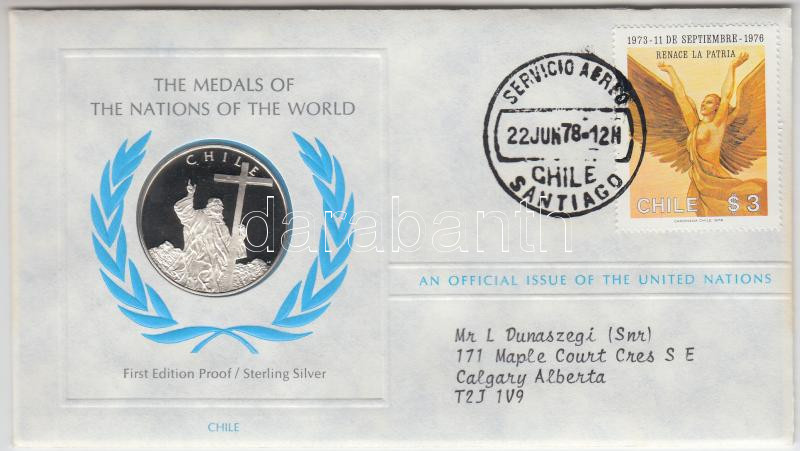 THE MEDALS OF
THE NATIONS OF THE WORLD
CHILE
First Edition Proof / Sterling Silver
CHILE
SERVICIO AEREO
22JUN78-12H
CHILE
SANTIAGO
1973-11 DE SEPTIEMBRE-1976
RENACE LA PATRIA
CHILE $3
AN OFFICIAL ISSUE OF THE UNITED NATIONS
Mr L Dunaszegi (Snr)
171 Maple Court Cres S E
Calgary Alberta
T2J 1V9
darabanth